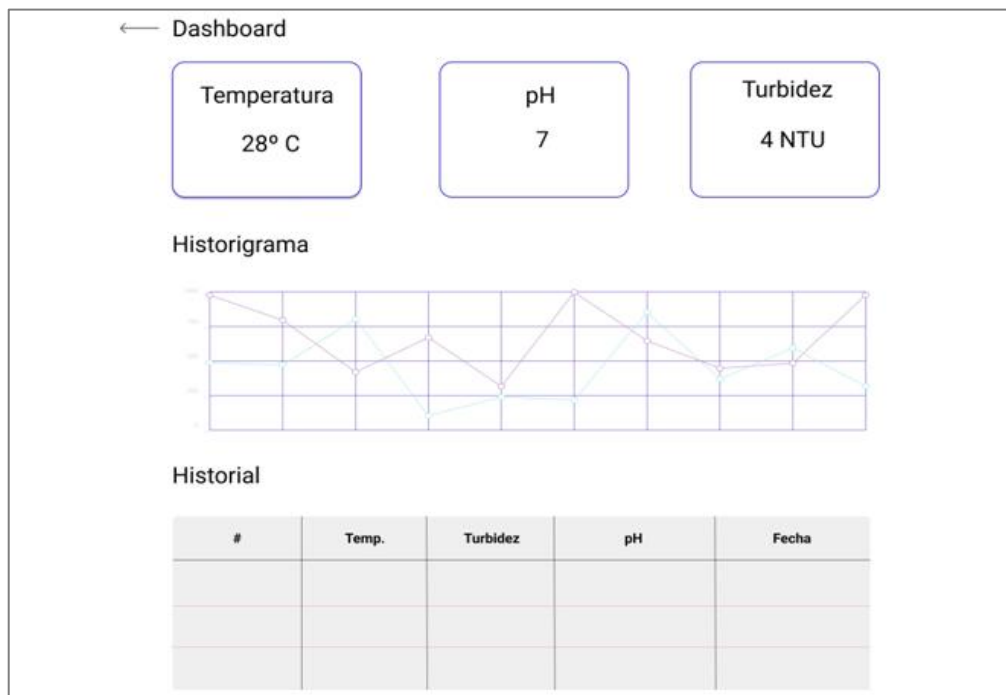 Dashboard
Temperatura
28º C
pH
7
Turbidez
4 NTU
Historigrama
Historial
# Temp. Turbidez pH Fecha